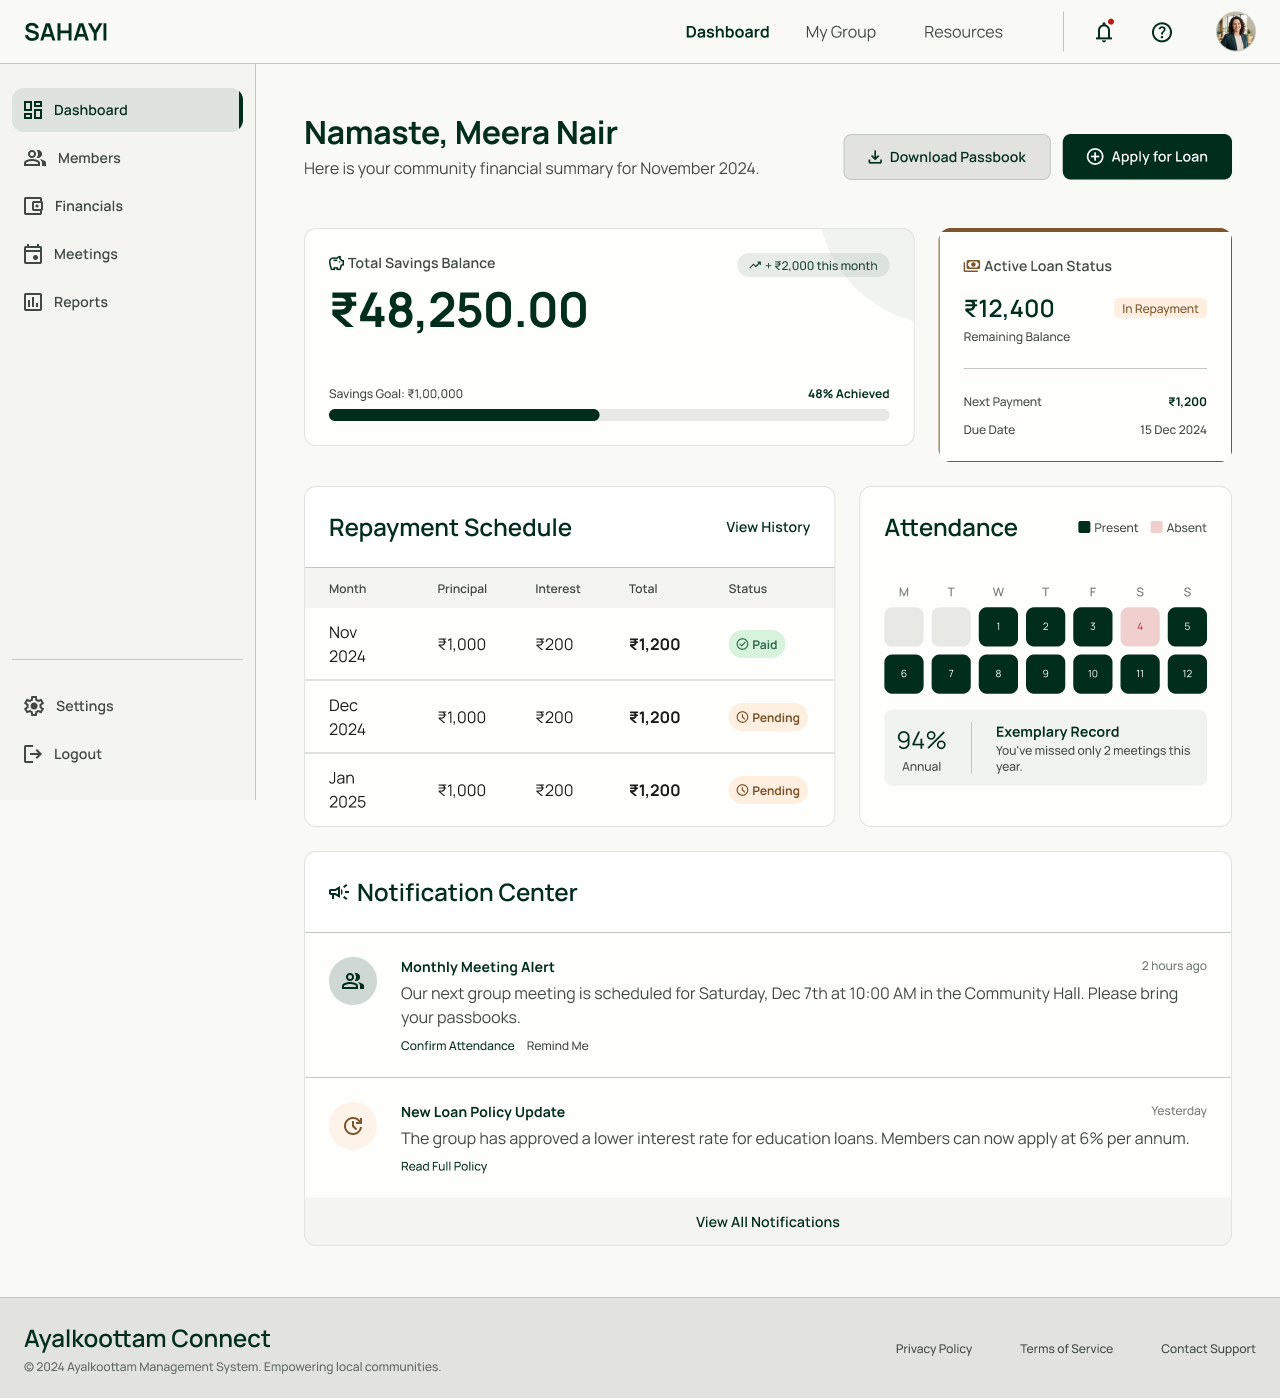 SAHAYI
Dashboard
My Group
Resources
Dashboard
Members
Financials
Meetings
Reports
Settings
Logout
Namaste, Meera Nair
Here is your community financial summary for November 2024.
Download Passbook
Apply for Loan
Total Savings Balance
+ ₹2,000 this month
₹48,250.00
Savings Goal: ₹1,00,000
48% Achieved
Active Loan Status
₹12,400
In Repayment
Remaining Balance
Next Payment ₹1,200
Due Date 15 Dec 2024
Repayment Schedule
View History
Month Principal Interest Total Status
Nov
2024
₹1,000 ₹200 ₹1,200 Paid
Dec
2024
₹1,000 ₹200 ₹1,200 Pending
Jan
2025
₹1,000 ₹200 ₹1,200 Pending
Attendance
Present Absent
M T W T F S S
1 2 3 4 5
6 7 8 9 10 11 12
94%
Annual
Exemplary Record
You've missed only 2 meetings this
year.
Notification Center
Monthly Meeting Alert
2 hours ago
Our next group meeting is scheduled for Saturday, Dec 7th at 10:00 AM in the Community Hall. Please bring
your passbooks.
Confirm Attendance Remind Me
New Loan Policy Update
Yesterday
The group has approved a lower interest rate for education loans. Members can now apply at 6% per annum.
Read Full Policy
View All Notifications
Ayalkoottam Connect
© 2024 Ayalkoottam Management System. Empowering local communities.
Privacy Policy
Terms of Service
Contact Support